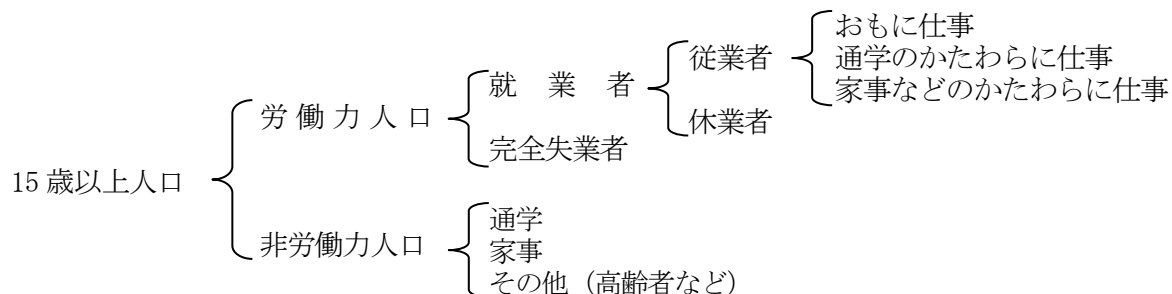 おもに仕事
従業者
通学のかたわらに仕事
就業者
家事などのかたわらに仕事
労働力人口
休業者
完全失業者
15歳以上人口
通学
非労働力人口
家事
その他（高齢者など）